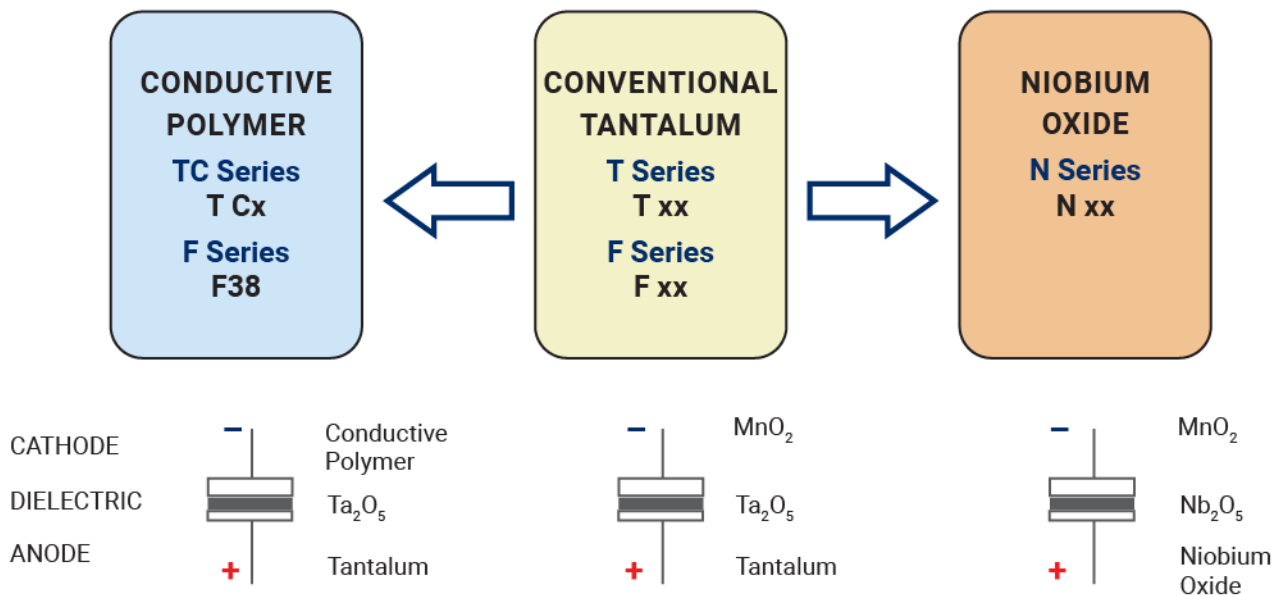 CONDUCTIVE
POLYMER
TC Series
T Cx
F Series
F38
CONVENTIONAL
TANTALUM
T Series
T xx
F Series
F xx
NIOBIUM
OXIDE
N Series
N xx
CATHODE
− Conductive
Polymer
− MnO₂
− MnO₂
DIELECTRIC
Ta₂O₅
Ta₂O₅
Nb₂O₅
ANODE
+ Tantalum
+ Tantalum
+ Niobium
Oxide